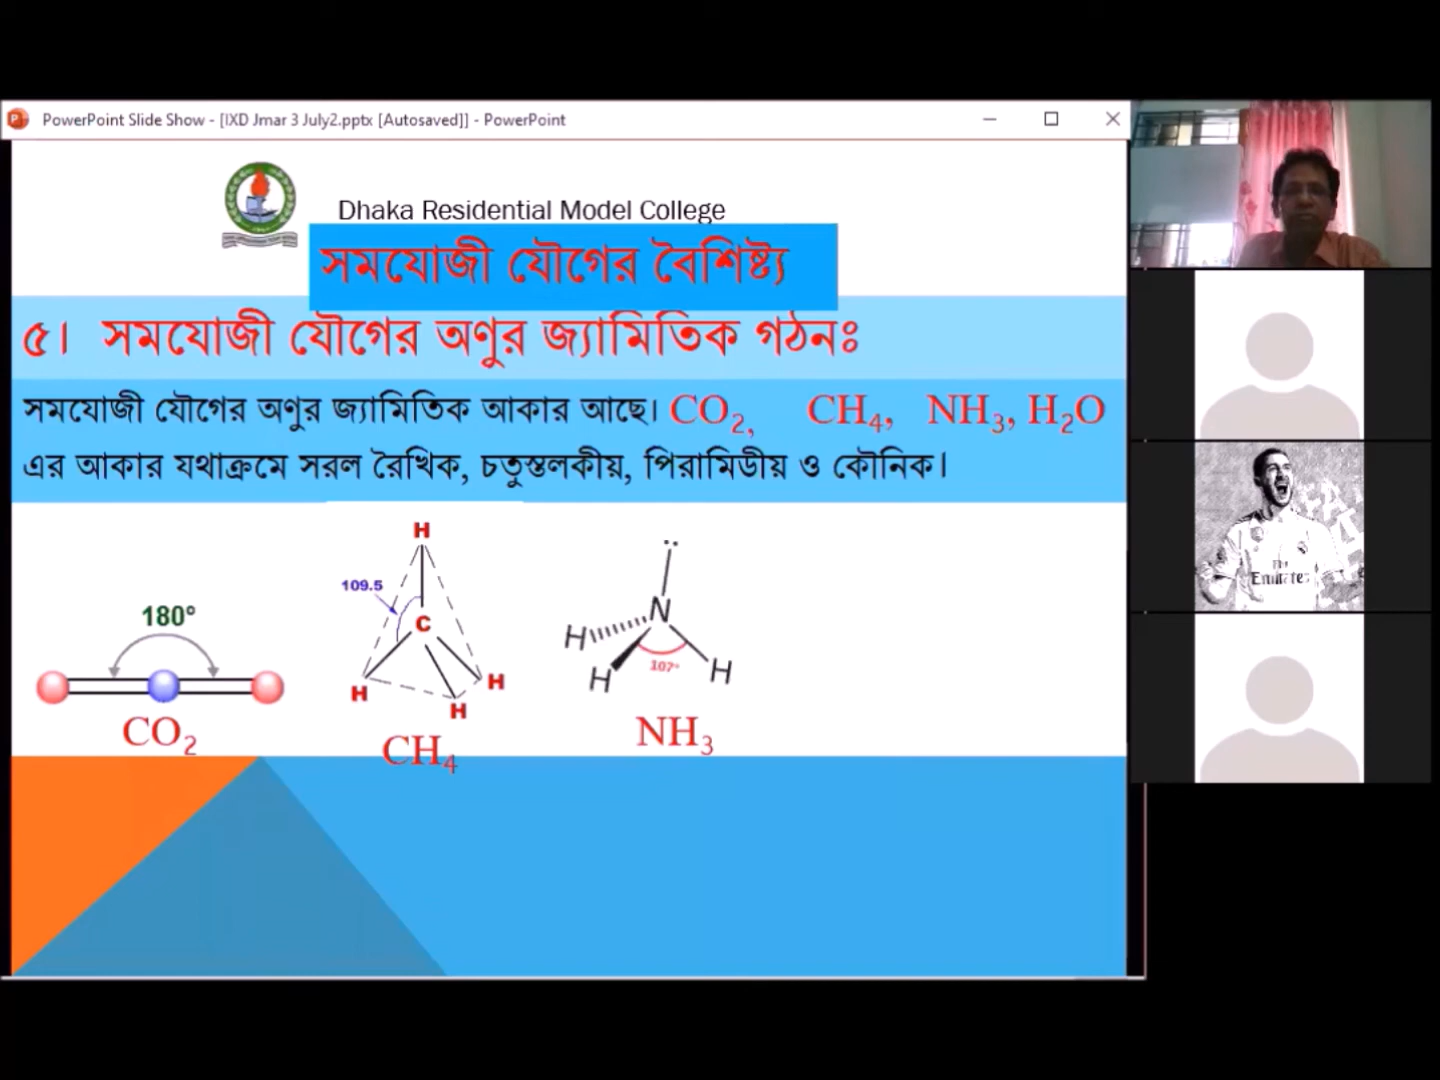 PowerPoint Slide Show - [IXD Jmar 3 July2.pptx [Autosaved]] - PowerPoint
Dhaka Residential Model College
সমযোজী যৌগের বৈশিষ্ট্য
৫। সমযোজী যৌগের অণুর জ্যামিতিক গঠনঃ
সমযোজী যৌগের অণুর জ্যামিতিক আকার আছে। CO₂, CH₄, NH₃, H₂O
এর আকার যথাক্রমে সরল রৈখিক, চতুস্তলকীয়, পিরামিডীয় ও কৌনিক।
180°
CO₂
H
109.5
C
H
H
H
CH₄
N
H
H
H
107°
NH₃
Fly
Emirates